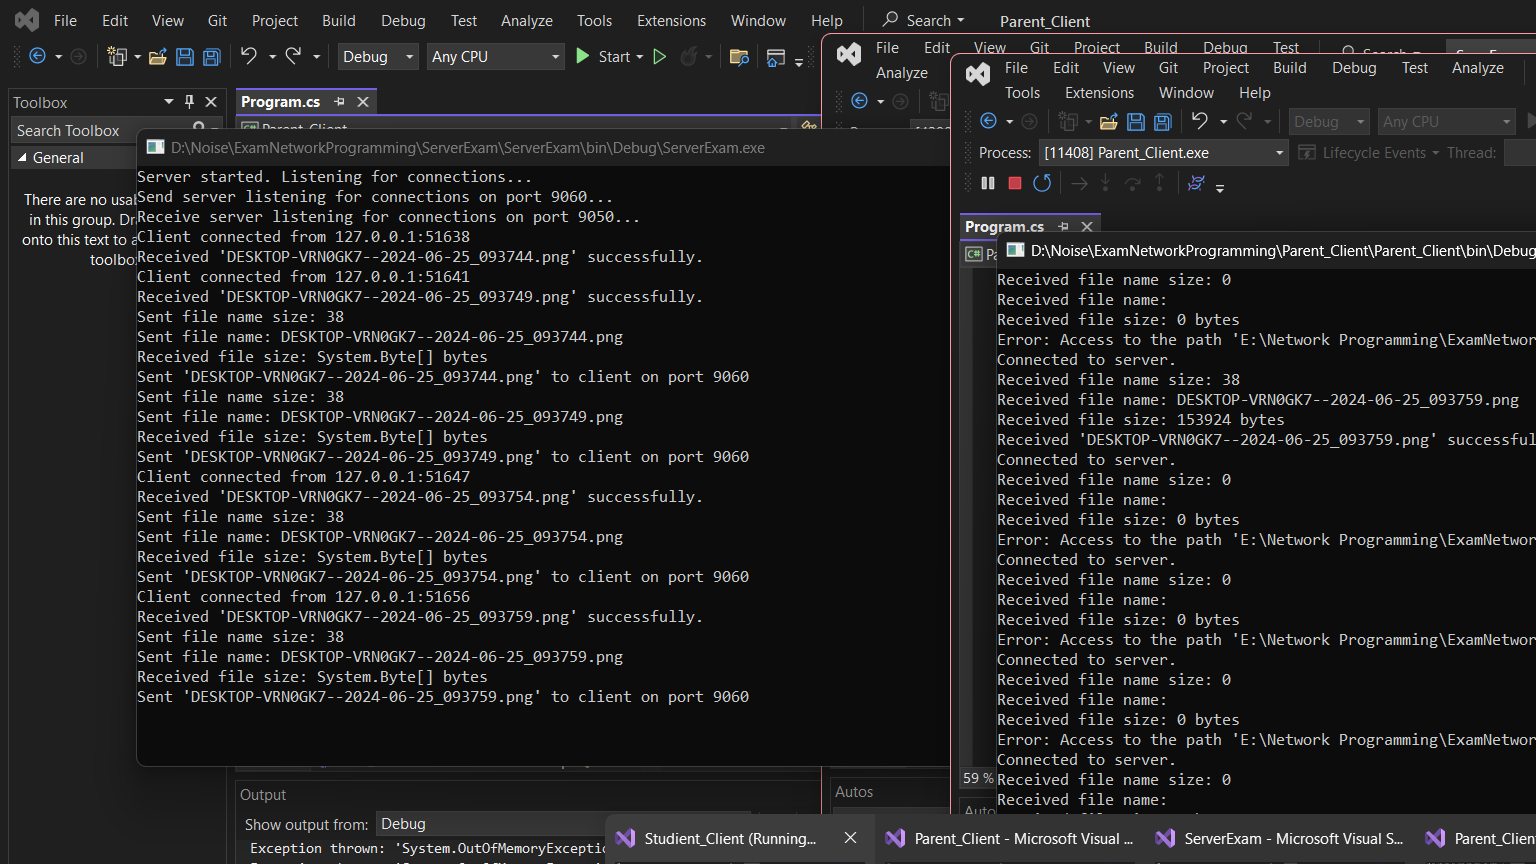 File Edit View Git Project Build Debug Test Analyze Tools Extensions Window Help Search Parent_Client
Debug Any CPU Start
Toolbox
Search Toolbox
General
There are no
in this group.
onto this text to
Program.cs
Parent_Client
File Edit View Git Project Build Debug Test
Analyze
D:\Noise\ExamNetworkProgramming\ServerExam\ServerExam\bin\Debug\ServerExam.exe
Server started. Listening for connections...
Send server listening for connections on port 9060...
Receive server listening for connections on port 9050...
Client connected from 127.0.0.1:51638
Received 'DESKTOP-VRN0GK7--2024-06-25_093744.png' successfully.
Client connected from 127.0.0.1:51641
Received 'DESKTOP-VRN0GK7--2024-06-25_093749.png' successfully.
Sent file name size: 38
Sent file name: DESKTOP-VRN0GK7--2024-06-25_093744.png
Received file size: System.Byte[] bytes
Sent 'DESKTOP-VRN0GK7--2024-06-25_093744.png' to client on port 9060
Sent file name size: 38
Sent file name: DESKTOP-VRN0GK7--2024-06-25_093749.png
Received file size: System.Byte[] bytes
Sent 'DESKTOP-VRN0GK7--2024-06-25_093749.png' to client on port 9060
Client connected from 127.0.0.1:51647
Received 'DESKTOP-VRN0GK7--2024-06-25_093754.png' successfully.
Sent file name size: 38
Sent file name: DESKTOP-VRN0GK7--2024-06-25_093754.png
Received file size: System.Byte[] bytes
Sent 'DESKTOP-VRN0GK7--2024-06-25_093754.png' to client on port 9060
Client connected from 127.0.0.1:51656
Received 'DESKTOP-VRN0GK7--2024-06-25_093759.png' successfully.
Sent file name size: 38
Sent file name: DESKTOP-VRN0GK7--2024-06-25_093759.png
Received file size: System.Byte[] bytes
Sent 'DESKTOP-VRN0GK7--2024-06-25_093759.png' to client on port 9060
File Edit View Git Project Build Debug Test Analyze
Tools Extensions Window Help
Debug Any CPU
Process: [11408] Parent_Client.exe Lifecycle Events Thread:
Program.cs
D:\Noise\ExamNetworkProgramming\Parent_Client\Parent_Client\bin\Debug
Received file name size: 0
Received file name:
Received file size: 0 bytes
Error: Access to the path 'E:\Network Programming\ExamNetwor
Connected to server.
Received file name size: 38
Received file name: DESKTOP-VRN0GK7--2024-06-25_093759.png
Received file size: 153924 bytes
Received 'DESKTOP-VRN0GK7--2024-06-25_093759.png' successful
Connected to server.
Received file name size: 0
Received file name:
Received file size: 0 bytes
Error: Access to the path 'E:\Network Programming\ExamNetwor
Connected to server.
Received file name size: 0
Received file name:
Received file size: 0 bytes
Error: Access to the path 'E:\Network Programming\ExamNetwor
Connected to server.
Received file name size: 0
Received file name:
Received file size: 0 bytes
Error: Access to the path 'E:\Network Programming\ExamNetwor
Connected to server.
Received file name size: 0
Received file name:
59 %
Output
Show output from: Debug
Exception thrown: 'System.OutOfMemoryExceptio
Autos
Studient_Client (Running... Parent_Client - Microsoft Visual ... ServerExam - Microsoft Visual S... Parent_Clien